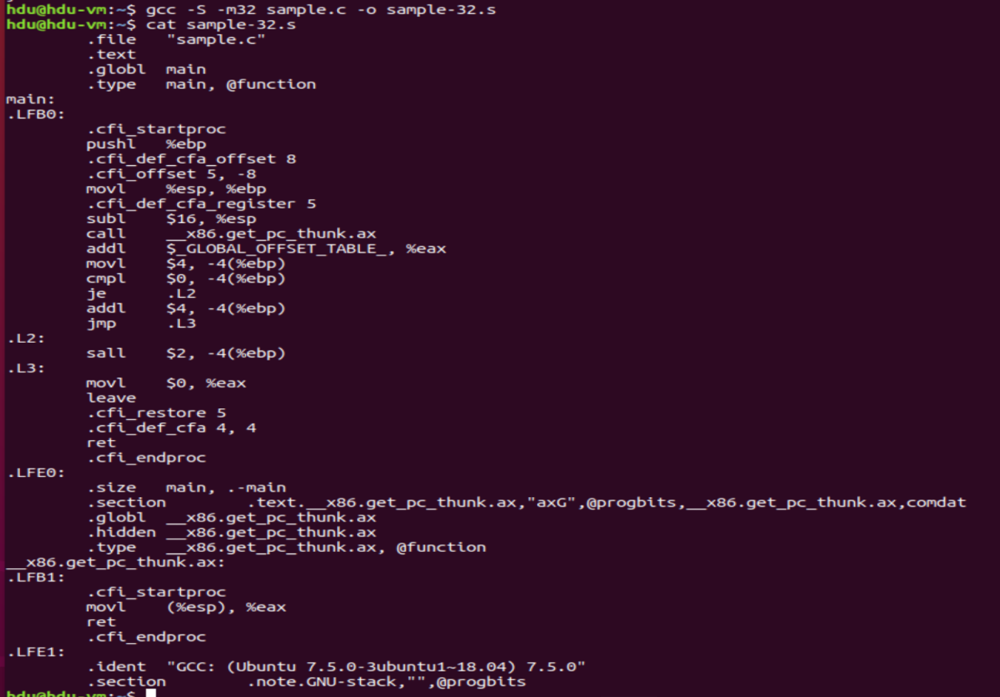 hdu@hdu-vm:~$ gcc -S -m32 sample.c -o sample-32.s
hdu@hdu-vm:~$ cat sample-32.s
        .file   "sample.c"
        .text
        .globl  main
        .type   main, @function
main:
.LFB0:
        .cfi_startproc
        pushl   %ebp
        .cfi_def_cfa_offset 8
        .cfi_offset 5, -8
        movl    %esp, %ebp
        .cfi_def_cfa_register 5
        subl    $16, %esp
        call    __x86.get_pc_thunk.ax
        addl    $_GLOBAL_OFFSET_TABLE_, %eax
        movl    $4, -4(%ebp)
        cmpl    $0, -4(%ebp)
        je      .L2
        addl    $4, -4(%ebp)
        jmp     .L3
.L2:
        sall    $2, -4(%ebp)
.L3:
        movl    $0, %eax
        leave
        .cfi_restore 5
        .cfi_def_cfa 4, 4
        ret
        .cfi_endproc
.LFE0:
        .size   main, .-main
        .section        .text.__x86.get_pc_thunk.ax,"axG",@progbits,__x86.get_pc_thunk.ax,comdat
        .globl  __x86.get_pc_thunk.ax
        .hidden __x86.get_pc_thunk.ax
        .type   __x86.get_pc_thunk.ax, @function
__x86.get_pc_thunk.ax:
.LFB1:
        .cfi_startproc
        movl    (%esp), %eax
        ret
        .cfi_endproc
.LFE1:
        .ident  "GCC: (Ubuntu 7.5.0-3ubuntu1~18.04) 7.5.0"
        .section        .note.GNU-stack,"",@progbits
hdu@hdu-vm:~$